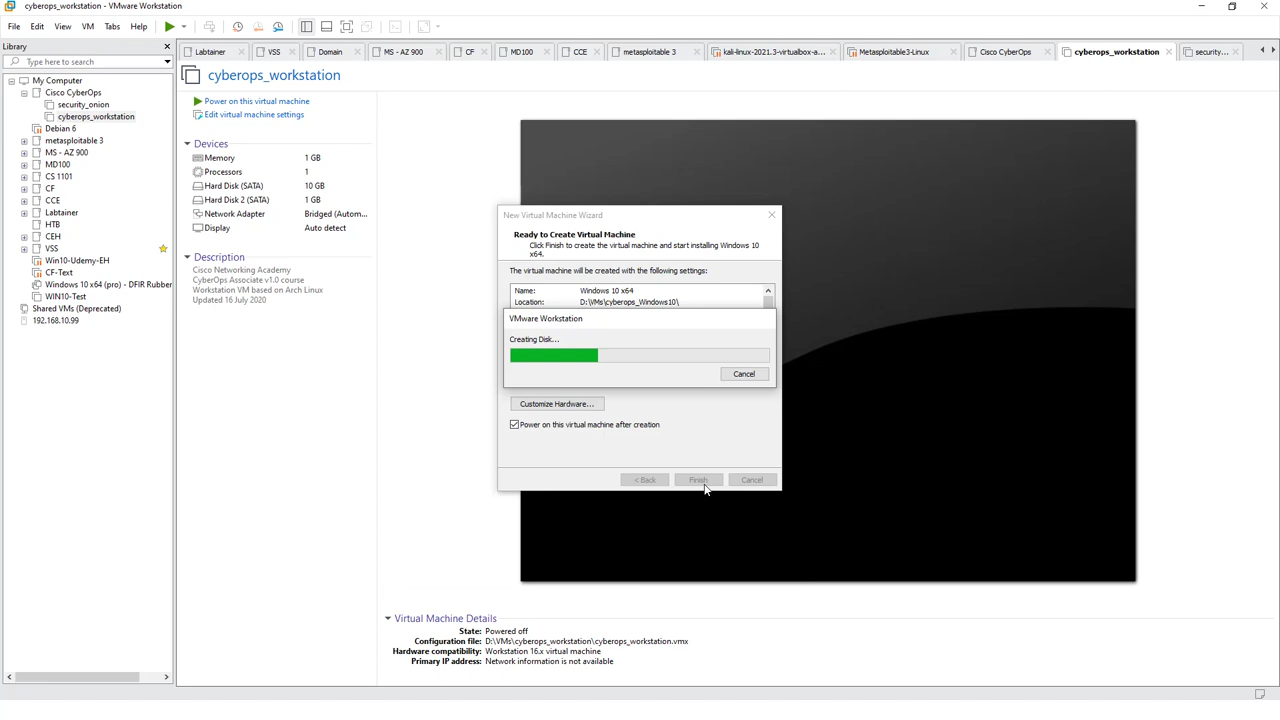 cyberops_workstation - VMware Workstation
File Edit View VM Tabs Help
Library
Type here to search
My Computer
Cisco CyberOps
security_onion
cyberops_workstation
Debian 6
metasploitable 3
MS - AZ 900
MD100
CS 1101
CF
CCE
Labtainer
HTB
CEH
VSS
Win10-Udemy-EH
CF-Text
Windows 10 x64 (pro) - DFIR Rubber
WIN10-Test
Shared VMs (Deprecated)
192.168.10.99
Labtainer VSS Domain MS - AZ 900 CF MD100 CCE metasploitable 3 kali-linux-2021.3-virtualbox-a... Metasploitable3-Linux Cisco CyberOps cyberops_workstation security...
cyberops_workstation
Power on this virtual machine
Edit virtual machine settings
Devices
Memory 1 GB
Processors 1
Hard Disk (SATA) 10 GB
Hard Disk 2 (SATA) 1 GB
Network Adapter Bridged (Autom...
Display Auto detect
Description
Cisco Networking Academy
CyberOps Associate v1.0 course
Workstation VM based on Arch Linux
Updated 16 July 2020
New Virtual Machine Wizard
Ready to Create Virtual Machine
Click Finish to create the virtual machine and start installing Windows 10
x64.
The virtual machine will be created with the following settings:
Name: Windows 10 x64
Location: D:\VMs\cyberops_Windows10\
VMware Workstation
Creating Disk...
Cancel
Customize Hardware...
Power on this virtual machine after creation
< Back Finish Cancel
Virtual Machine Details
State: Powered off
Configuration file: D:\VMs\cyberops_workstation\cyberops_workstation.vmx
Hardware compatibility: Workstation 16.x virtual machine
Primary IP address: Network information is not available